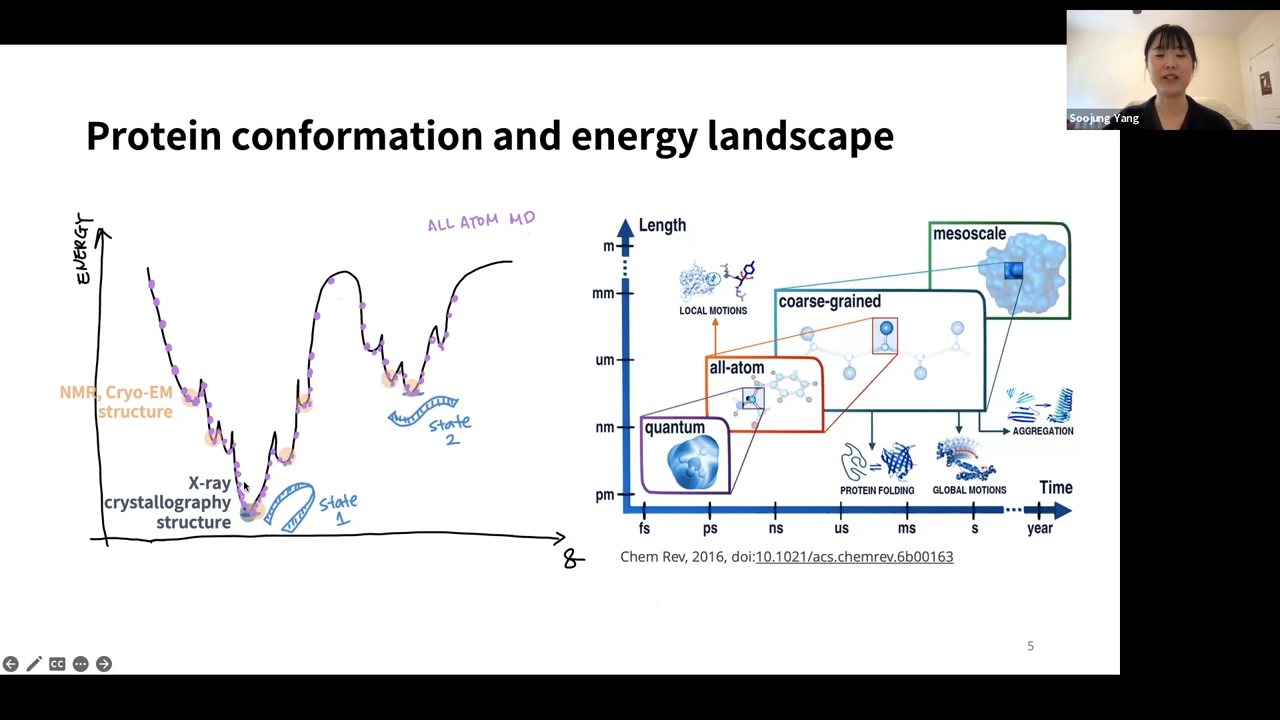 Soojung Yang
Protein conformation and energy landscape
ENERGY
ALL ATOM MD
NMR, Cryo-EM
structure
X-ray
crystallography
structure
State
1
State
2
Length
m
mm
um
nm
pm
mesoscale
coarse-grained
all-atom
quantum
LOCAL MOTIONS
AGGREGATION
PROTEIN FOLDING
GLOBAL MOTIONS
Time
fs
ps
ns
us
ms
s
year
Chem Rev, 2016, doi:10.1021/acs.chemrev.6b00163
5
CC